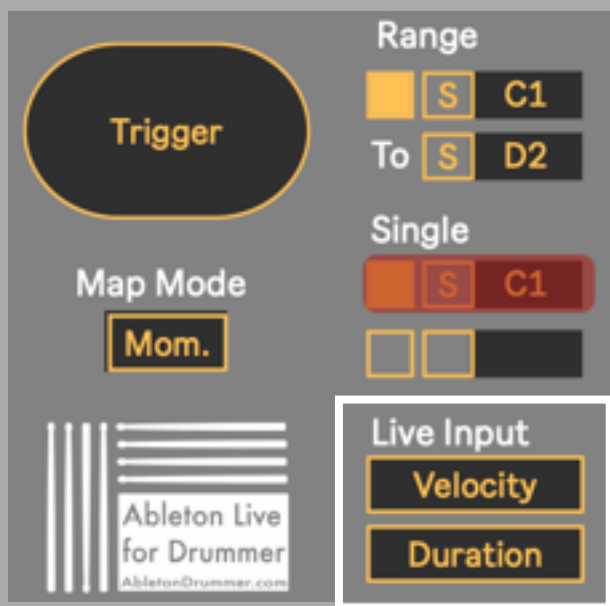 Trigger
Map Mode
Mom.
Ableton Live
for Drummer
AbletonDrummer.com
Range
S C1
To S D2
Single
S C1
Live Input
Velocity
Duration